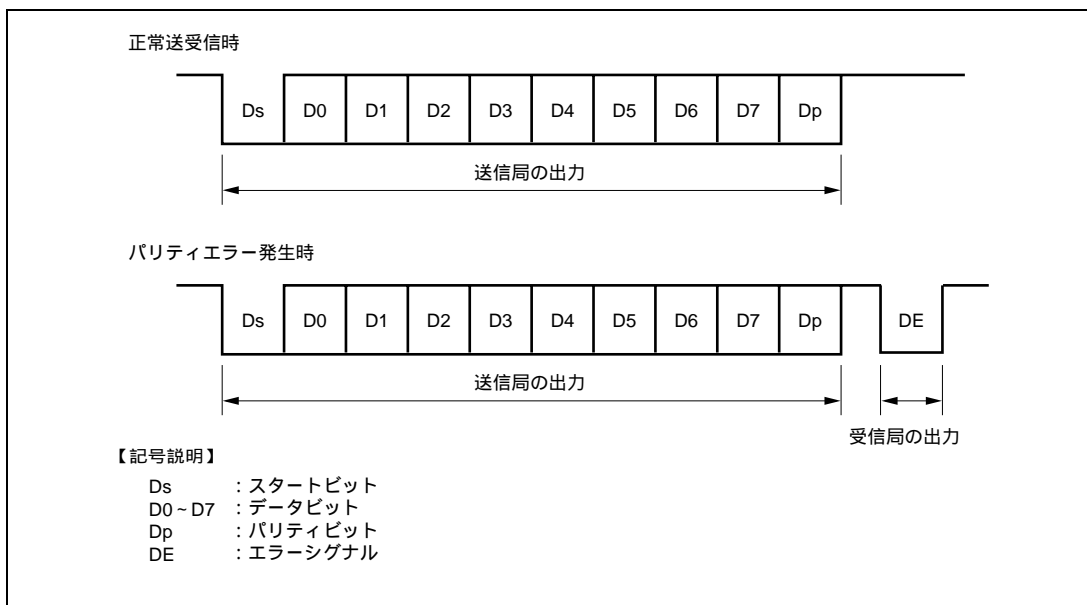 正常送受信時
Ds D0 D1 D2 D3 D4 D5 D6 D7 Dp
送信局の出力
パリティエラー発生時
Ds D0 D1 D2 D3 D4 D5 D6 D7 Dp DE
送信局の出力
受信局の出力
【記号説明】
Ds :スタートビット
D0~D7 :データビット
Dp :パリティビット
DE :エラーシグナル